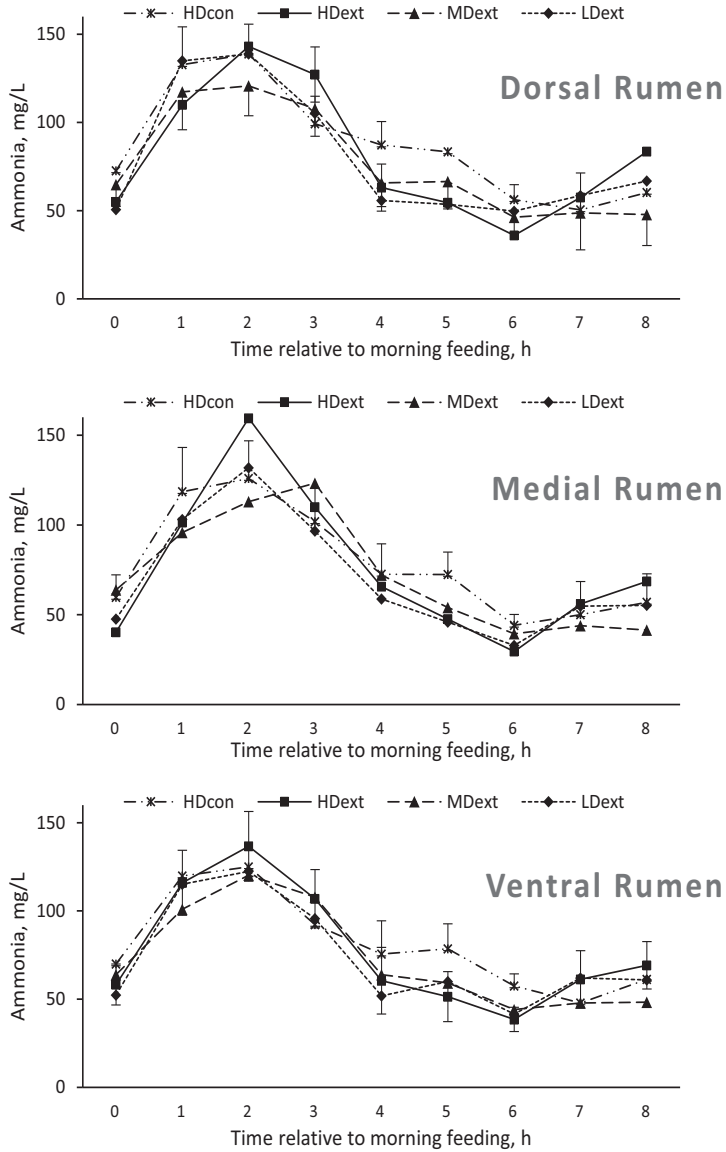 HDcon HDext MDext LDext
150
100
50
0
Ammonia, mg/L
Dorsal Rumen
0 1 2 3 4 5 6 7 8
Time relative to morning feeding, h
HDcon HDext MDext LDext
150
100
50
0
Ammonia, mg/L
Medial Rumen
0 1 2 3 4 5 6 7 8
Time relative to morning feeding, h
HDcon HDext MDext LDext
150
100
50
0
Ammonia, mg/L
Ventral Rumen
0 1 2 3 4 5 6 7 8
Time relative to morning feeding, h